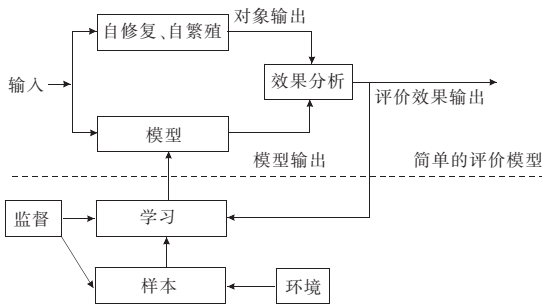 自修复、自繁殖
对象输出
输入
效果分析
评价效果输出
模型
模型输出
简单的评价模型
监督
学习
样本
环境